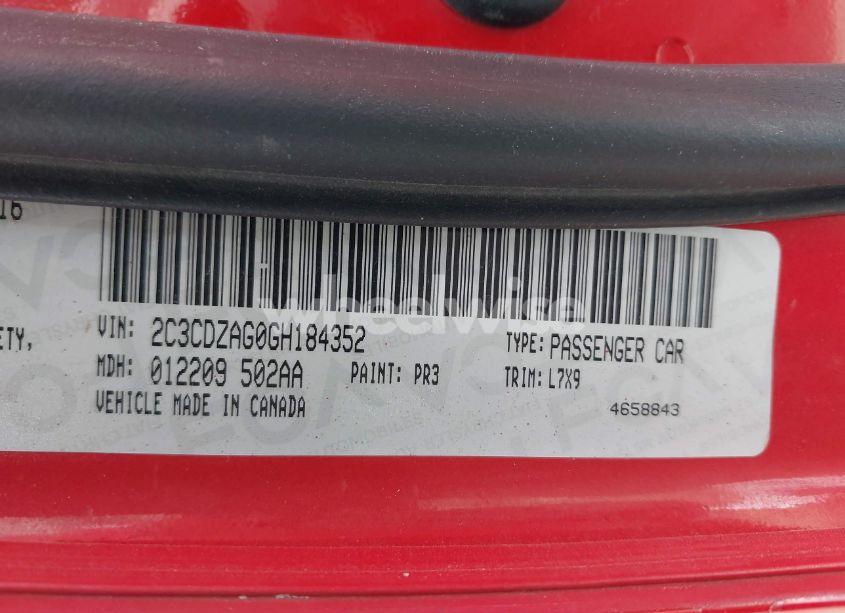 16
wheelwise
ETY,
VIN: 2C3CDZAG0GH184352
TYPE: PASSENGER CAR
MDH: 012209 502AA
PAINT: PR3
TRIM: L7X9
VEHICLE MADE IN CANADA
4658843